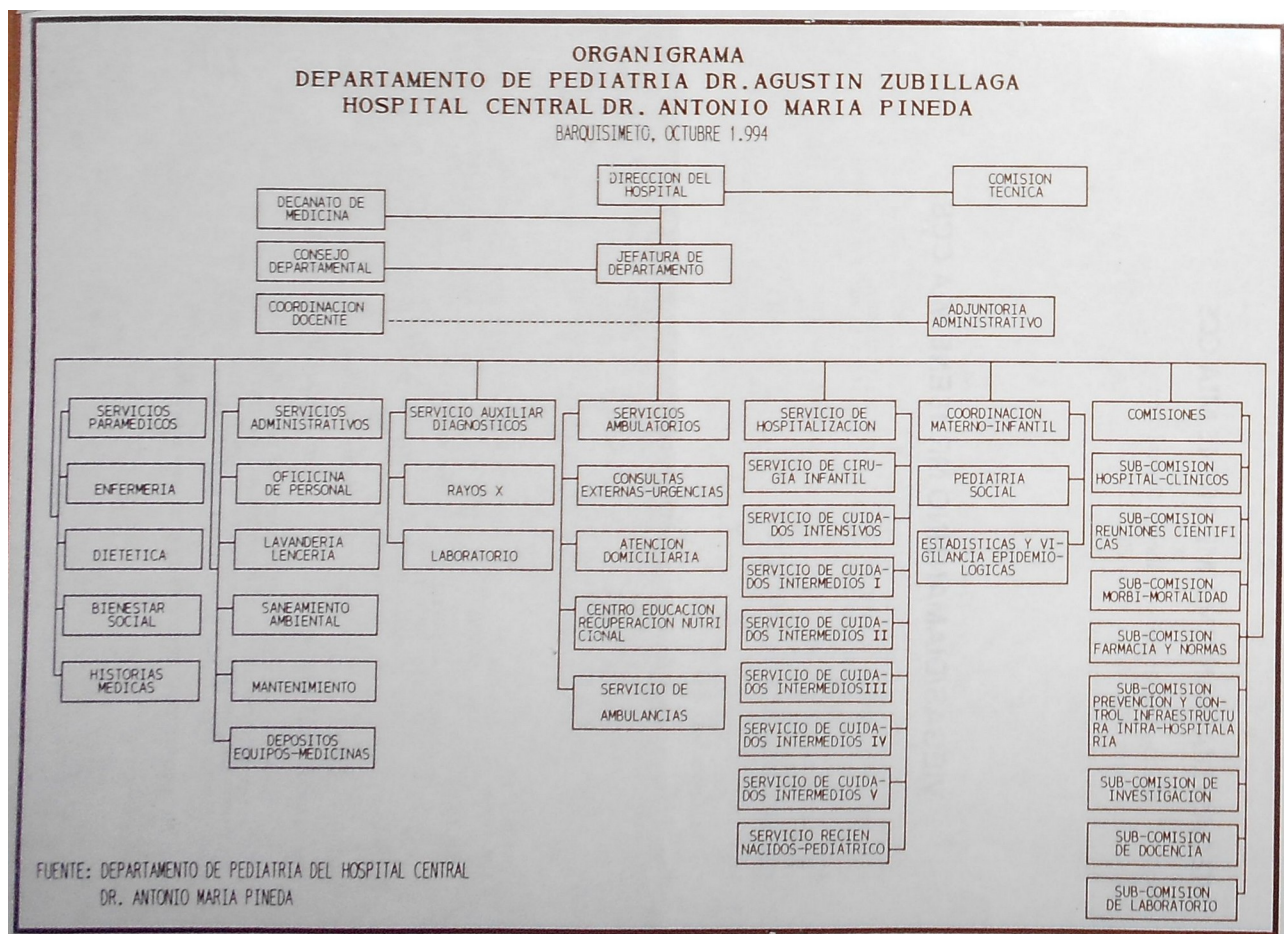 ORGANIGRAMA
DEPARTAMENTO DE PEDIATRIA DR.AGUSTIN ZUBILLAGA
HOSPITAL CENTRAL DR. ANTONIO MARIA PINEDA
BARQUISIMETO, OCTUBRE 1.994
DIRECCION DEL
HOSPITAL
COMISION
TECNICA
DECANATO DE
MEDICINA
CONSEJO
DEPARTAMENTAL
JEFATURA DE
DEPARTAMENTO
COORDINACION
DOCENTE
ADJUNTORIA
ADMINISTRATIVO
SERVICIOS
PARAMEDICOS
ENFERMERIA
DIETETICA
BIENESTAR
SOCIAL
HISTORIAS
MEDICAS
SERVICIOS
ADMINISTRATIVOS
OFICICINA
DE PERSONAL
LAVANDERIA
LENCERIA
SANEAMIENTO
AMBIENTAL
MANTENIMIENTO
DEPOSITOS
EQUIPOS-MEDICINAS
SERVICIO AUXILIAR
DIAGNOSTICOS
RAYOS X
LABORATORIO
SERVICIOS
AMBULATORIOS
CONSULTAS
EXTERNAS-URGENCIAS
ATENCION
DOMICILIARIA
CENTRO EDUCACION
RECUPERACION NUTRI
CIONAL
SERVICIO DE
AMBULANCIAS
SERVICIO DE
HOSPITALIZACION
SERVICIO DE CIRU-
GIA INFANTIL
SERVICIO DE CUIDA-
DOS INTENSIVOS
SERVICIO DE CUIDA-
DOS INTERMEDIOS I
SERVICIO DE CUIDA-
DOS INTERMEDIOS II
SERVICIO DE CUIDA-
DOS INTERMEDIOSIII
SERVICIO DE CUIDA-
DOS INTERMEDIOS IV
SERVICIO DE CUIDA-
DOS INTERMEDIOS V
SERVICIO RECIEN
NACIDOS-PEDIATRICO
COORDINACION
MATERNO-INFANTIL
PEDIATRIA
SOCIAL
ESTADISTICAS Y VI-
GILANCIA EPIDEMIO-
LOGICAS
COMISIONES
SUB-COMISION
HOSPITAL-CLINICOS
SUB-COMISION
REUNIONES CIENTIFI
CAS
SUB-COMISION
MORBI-MORTALIDAD
SUB-COMISION
FARMACIA Y NORMAS
SUB-COMISION
PREVENCION Y CON-
TROL INFRAESTRUCTU
RA INTRA-HOSPITALA
RIA
SUB-COMISION DE
INVESTIGACION
SUB-COMISION
DE DOCENCIA
SUB-COMISION
DE LABORATORIO
FUENTE: DEPARTAMENTO DE PEDIATRIA DEL HOSPITAL CENTRAL
DR. ANTONIO MARIA PINEDA